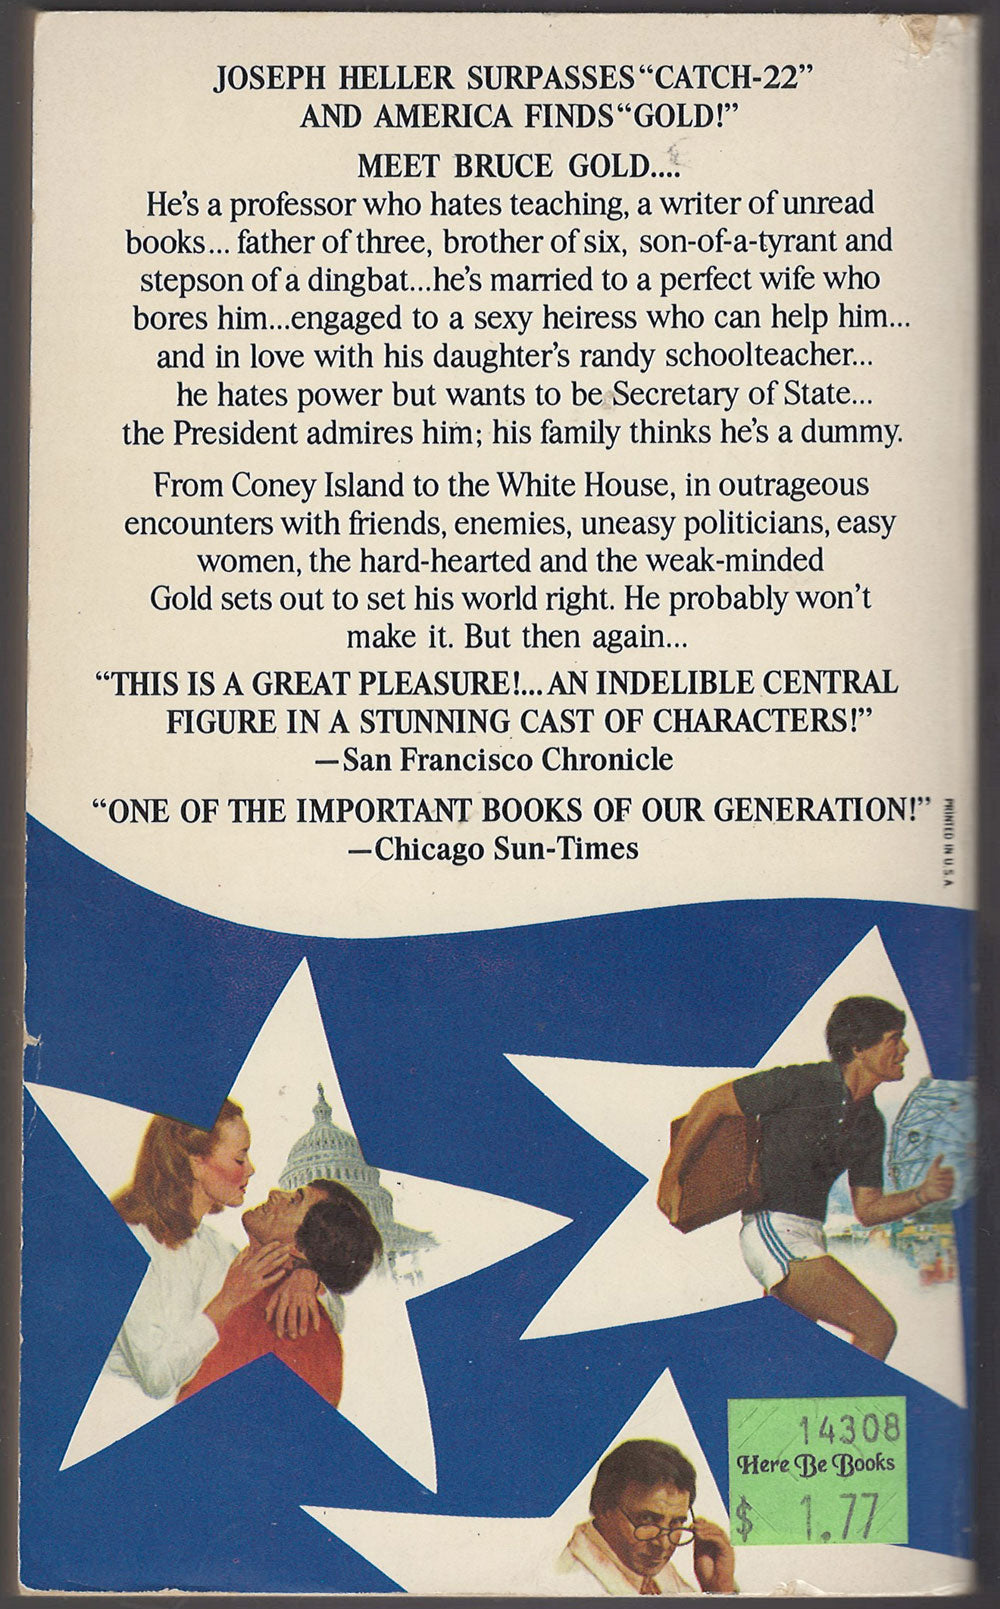 JOSEPH HELLER SURPASSES “CATCH-22”
AND AMERICA FINDS “GOLD!”
MEET BRUCE GOLD....
He’s a professor who hates teaching, a writer of unread
books... father of three, brother of six, son-of-a-tyrant and
stepson of a dingbat...he’s married to a perfect wife who
bores him...engaged to a sexy heiress who can help him...
and in love with his daughter’s randy schoolteacher...
he hates power but wants to be Secretary of State...
the President admires him; his family thinks he’s a dummy.
From Coney Island to the White House, in outrageous
encounters with friends, enemies, uneasy politicians, easy
women, the hard-hearted and the weak-minded
Gold sets out to set his world right. He probably won’t
make it. But then again...
“THIS IS A GREAT PLEASURE!...AN INDELIBLE CENTRAL
FIGURE IN A STUNNING CAST OF CHARACTERS!”
—San Francisco Chronicle
“ONE OF THE IMPORTANT BOOKS OF OUR GENERATION!”
—Chicago Sun-Times
PRINTED IN U.S.A.
14308
Here Be Books
$ 1.77